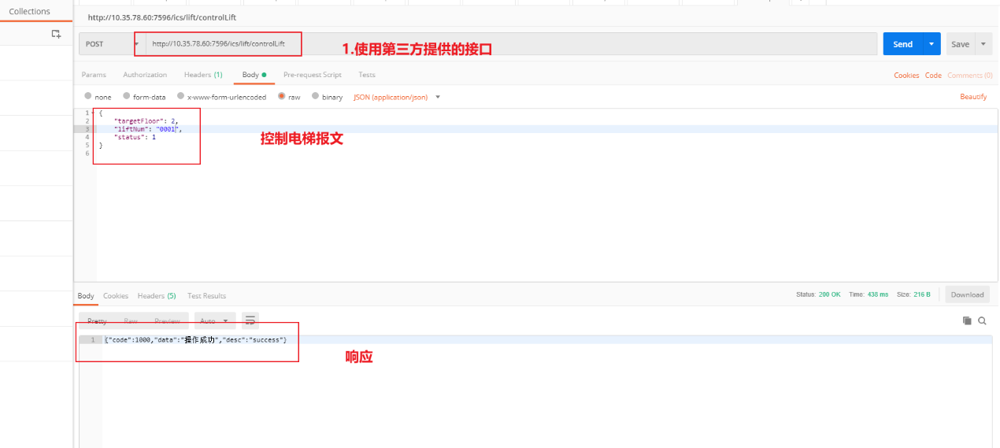 Collections
http://10.35.78.60:7596/ics/lift/controlLift
POST http://10.35.78.60:7596/ics/lift/controlLift 1.使用第三方提供的接口 Send Save
Params Authorization Headers (1) Body Pre-request Script Tests Cookies Code Comments (0)
none form-data x-www-form-urlencoded raw binary JSON (application/json) Beautify
1 {
2 "targetFloor": 2,
3 "liftNum": "0001",
4 "status": 1
5 }
6
控制电梯报文
Body Cookies Headers (5) Test Results Status: 200 OK Time: 438 ms Size: 216 B Download
Pretty Raw Preview Auto
1 {"code":1000,"data":"操作成功","desc":"success"}
响应